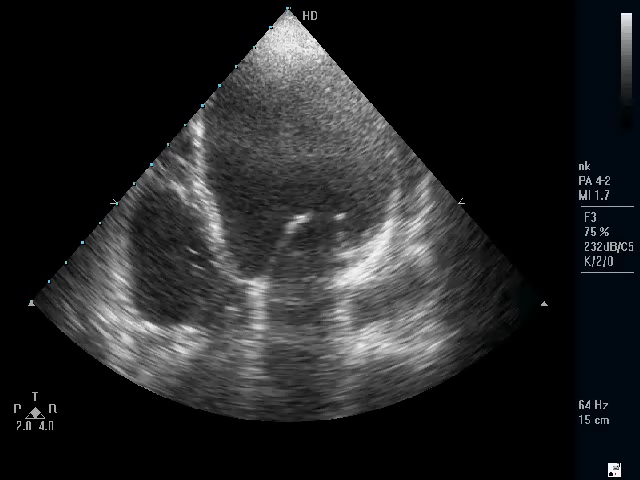 HD
nk
PA 4-2
MI 1.7
F3
75 %
232dB/C5
K/2/0
64 Hz
15 cm
T
P R
2.0 4.0